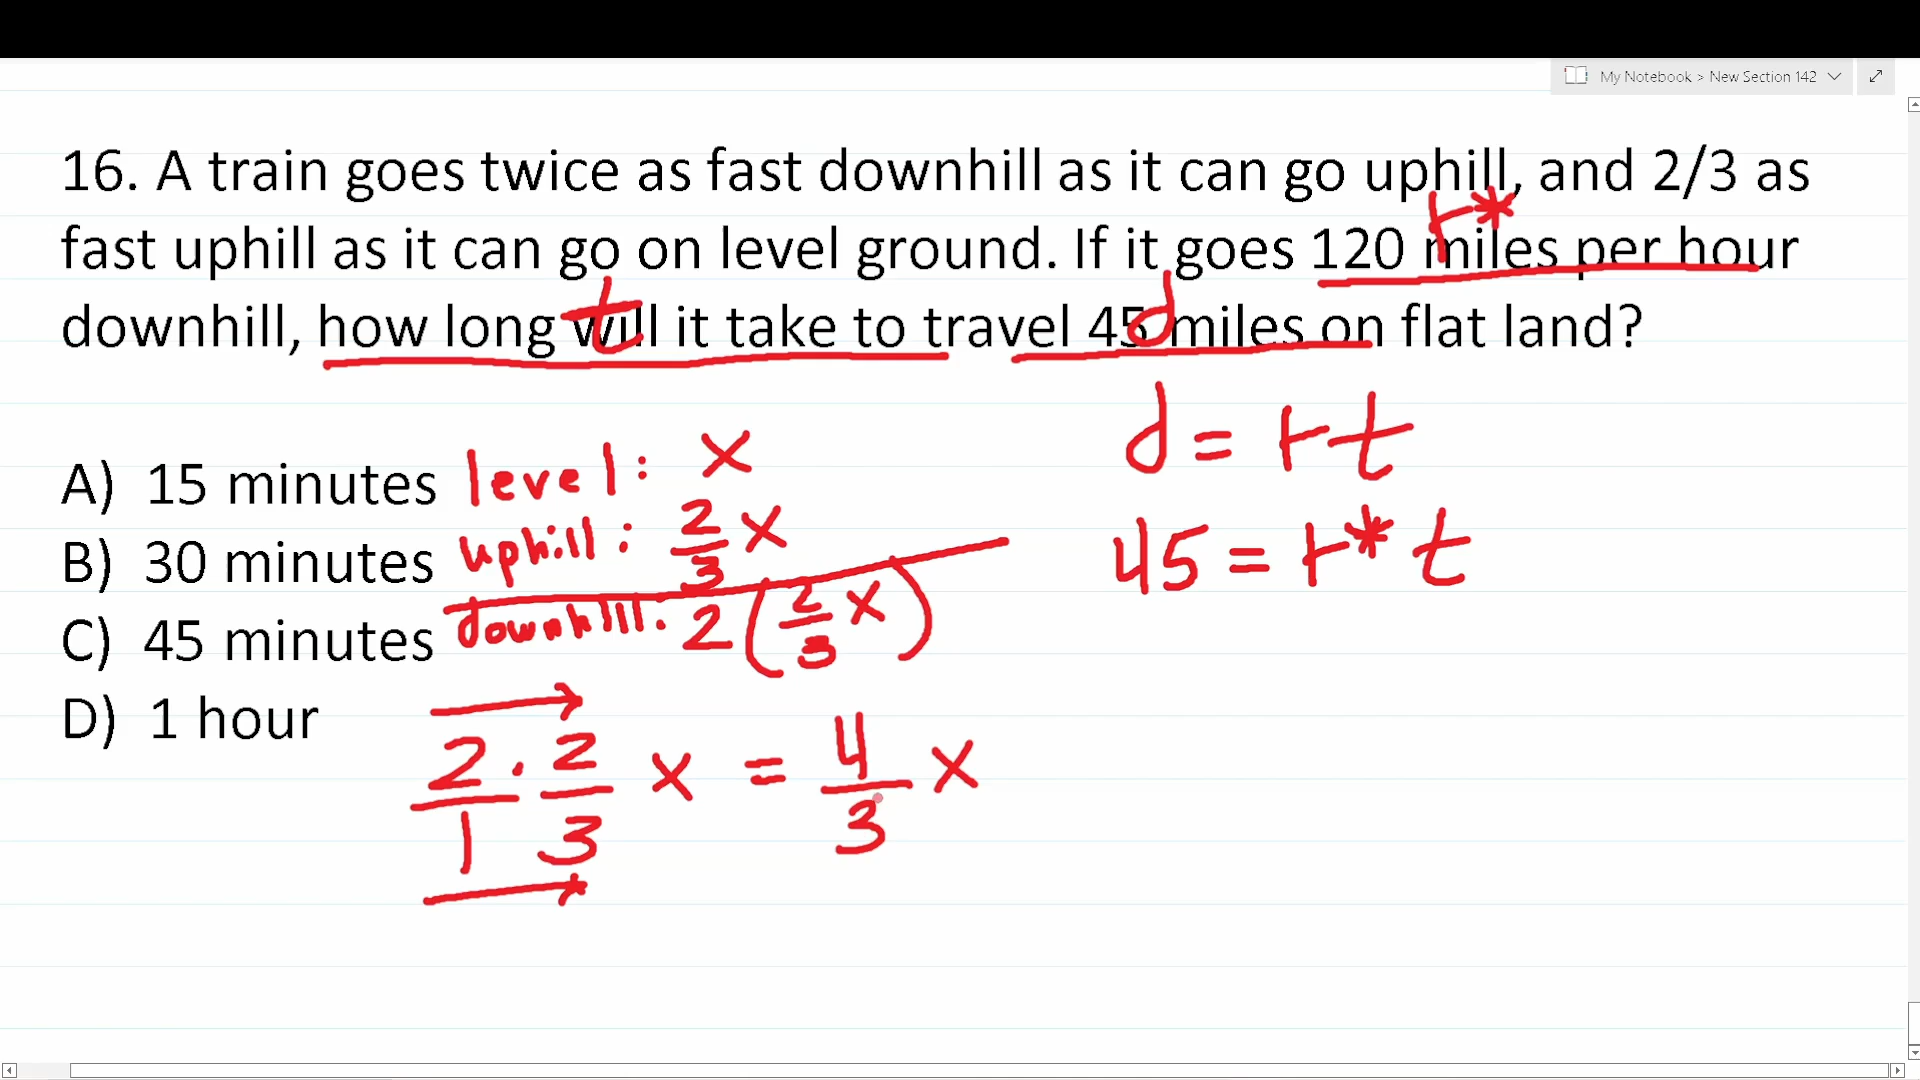 My Notebook > New Section 142
16. A train goes twice as fast downhill as it can go uphill, and 2/3 as
r*
fast uphill as it can go on level ground. If it goes 120 miles per hour
t d
downhill, how long will it take to travel 45 miles on flat land?
d = rt
A) 15 minutes level: x
45 = r* t
B) 30 minutes uphill: 2/3 x
C) 45 minutes downhill: 2(2/3 x)
D) 1 hour
2/1 · 2/3 x = 4/3 x